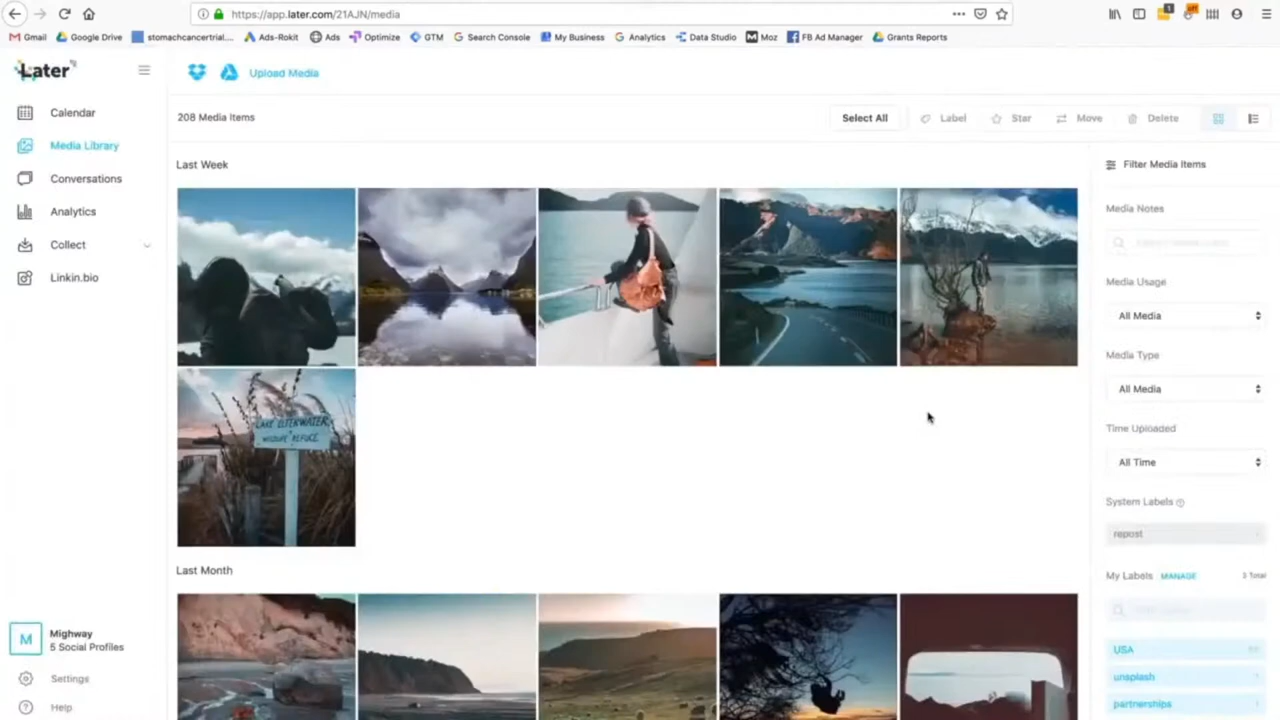 https://app.later.com/21AJN/media
1
off
Gmail
Google Drive
stomachcancertrial,...
Ads-Rokit
Ads
Optimize
GTM
Search Console
My Business
Analytics
Data Studio
Moz
FB Ad Manager
Grants Reports
Later
Upload Media
Calendar
Media Library
Conversations
Analytics
Collect
Linkin.bio
208 Media Items
Select All
Label
Star
Move
Delete
Last Week
LAKE ELTERWATER
WILDLIFE REFUGE
Last Month
Filter Media Items
Media Notes
Media Usage
All Media
Media Type
All Media
Time Uploaded
All Time
System Labels
repost
My Labels MANAGE 3 Total
USA
unsplash
partnerships
M
Mighway
5 Social Profiles
Settings
Help